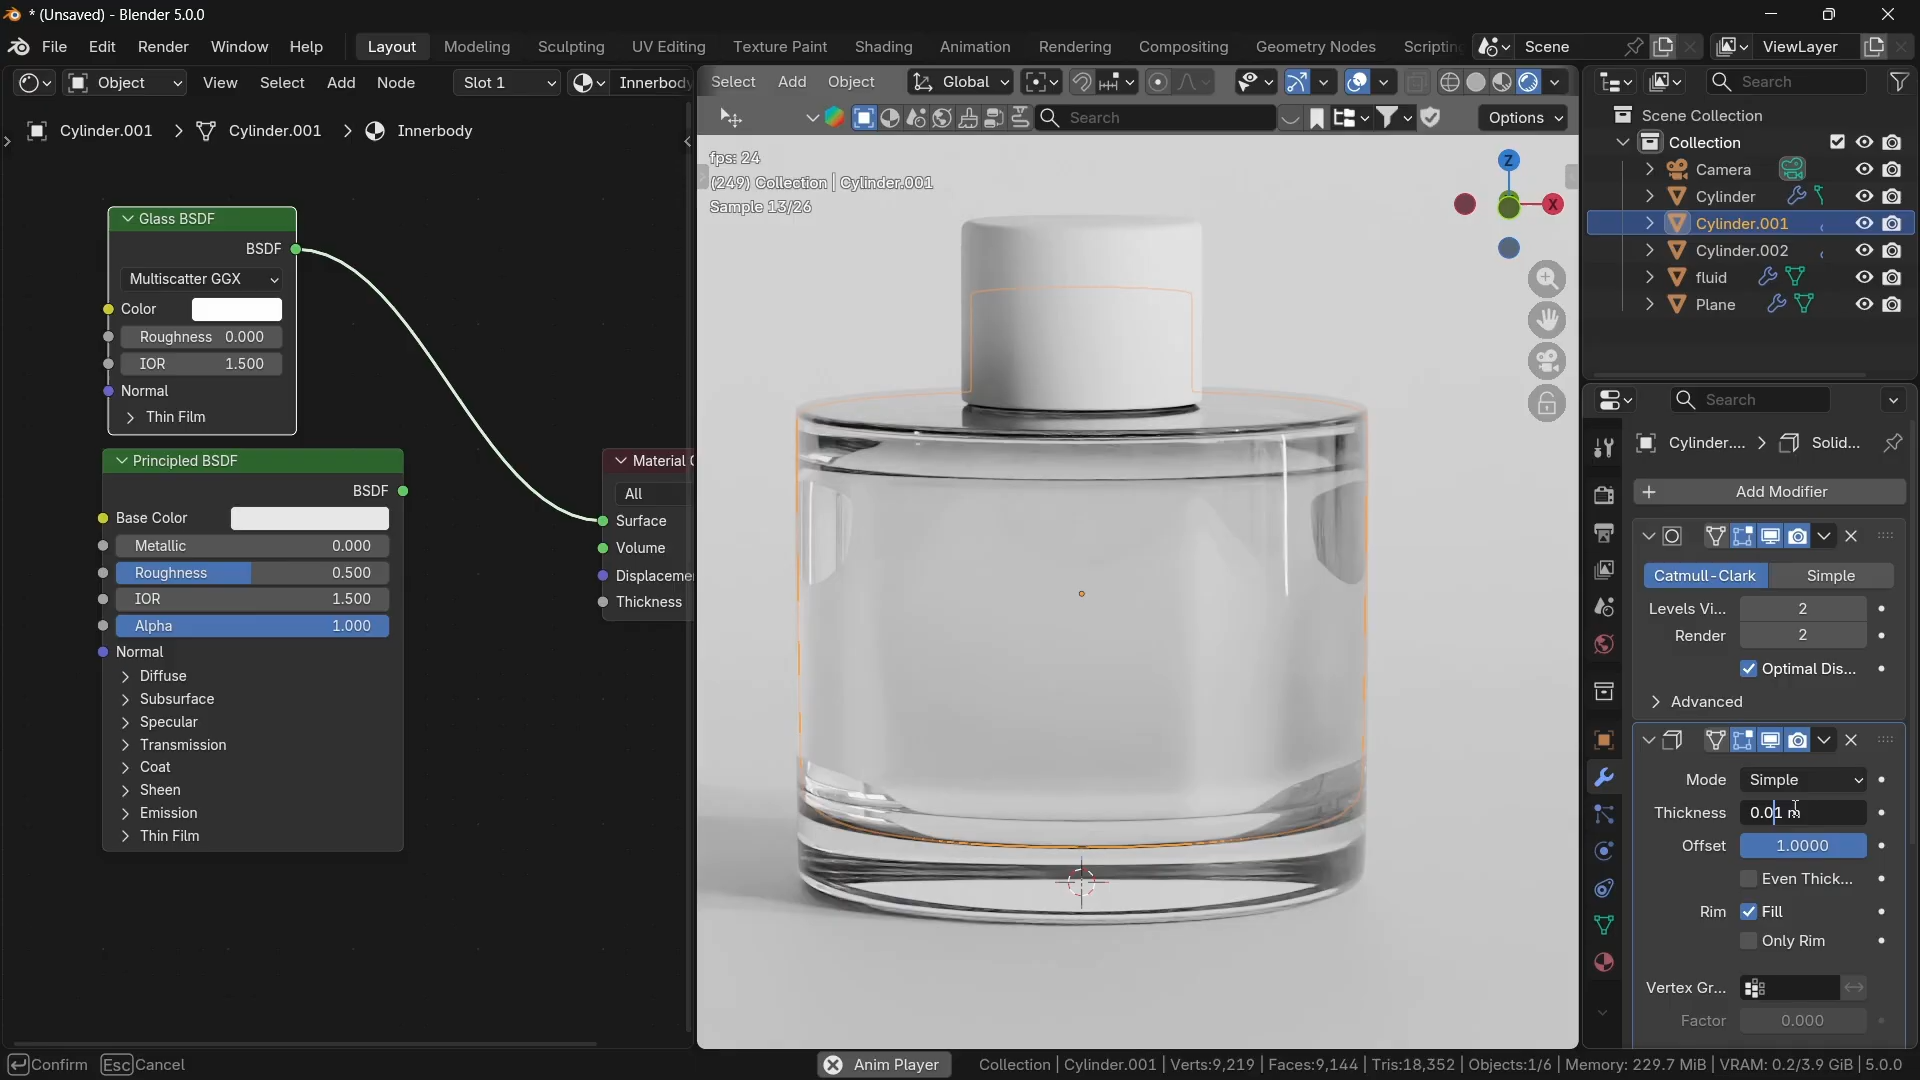 * (Unsaved) - Blender 5.0.0
File Edit Render Window Help Layout Modeling Sculpting UV Editing Texture Paint Shading Animation Rendering Compositing Geometry Nodes Scripting Scene ViewLayer
Object View Select Add Node Slot 1 Innerbody
Select Add Object Global
Search
Cylinder.001 > Cylinder.001 > Innerbody
Search Options
fps: 24
(249) Collection | Cylinder.001
Sample 13/26
Z
X
Glass BSDF
BSDF
Multiscatter GGX
Color
Roughness 0.000
IOR 1.500
Normal
Thin Film
Principled BSDF
BSDF
Base Color
Metallic 0.000
Roughness 0.500
IOR 1.500
Alpha 1.000
Normal
Diffuse
Subsurface
Specular
Transmission
Coat
Sheen
Emission
Thin Film
Material
All
Surface
Volume
Displaceme
Thickness
Scene Collection
Collection
Camera
Cylinder
Cylinder.001
Cylinder.002
fluid
Plane
Search
Cylinder.... > Solid...
Add Modifier
Catmull-Clark Simple
Levels Vi... 2
Render 2
Optimal Dis...
Advanced
Mode Simple
Thickness 0.01 m
Offset 1.0000
Even Thick...
Rim Fill
Only Rim
Vertex Gr...
Factor 0.000
Confirm Esc Cancel
Anim Player
Collection | Cylinder.001 | Verts:9,219 | Faces:9,144 | Tris:18,352 | Objects:1/6 | Memory: 229.7 MiB | VRAM: 0.2/3.9 GiB | 5.0.0